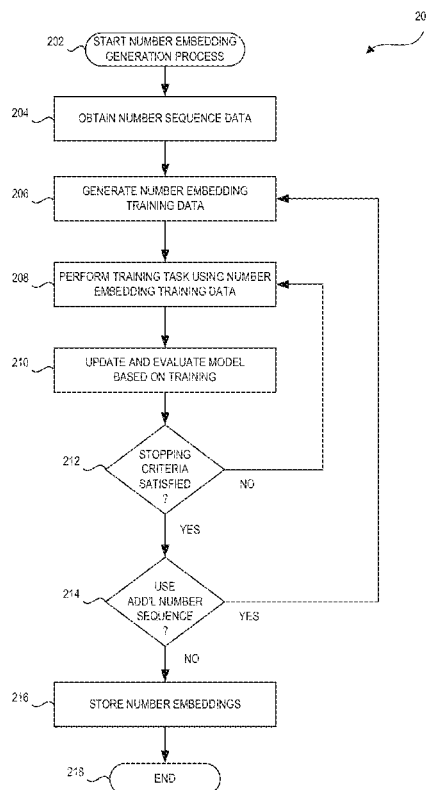 20
202
START NUMBER EMBEDDING
GENERATION PROCESS
204
OBTAIN NUMBER SEQUENCE DATA
206
GENERATE NUMBER EMBEDDING
TRAINING DATA
208
PERFORM TRAINING TASK USING NUMBER
EMBEDDING TRAINING DATA
210
UPDATE AND EVALUATE MODEL
BASED ON TRAINING
212
STOPPING
CRITERIA
SATISFIED
?
NO
YES
214
USE
ADD'L NUMBER
SEQUENCE
?
YES
NO
216
STORE NUMBER EMBEDDINGS
218
END